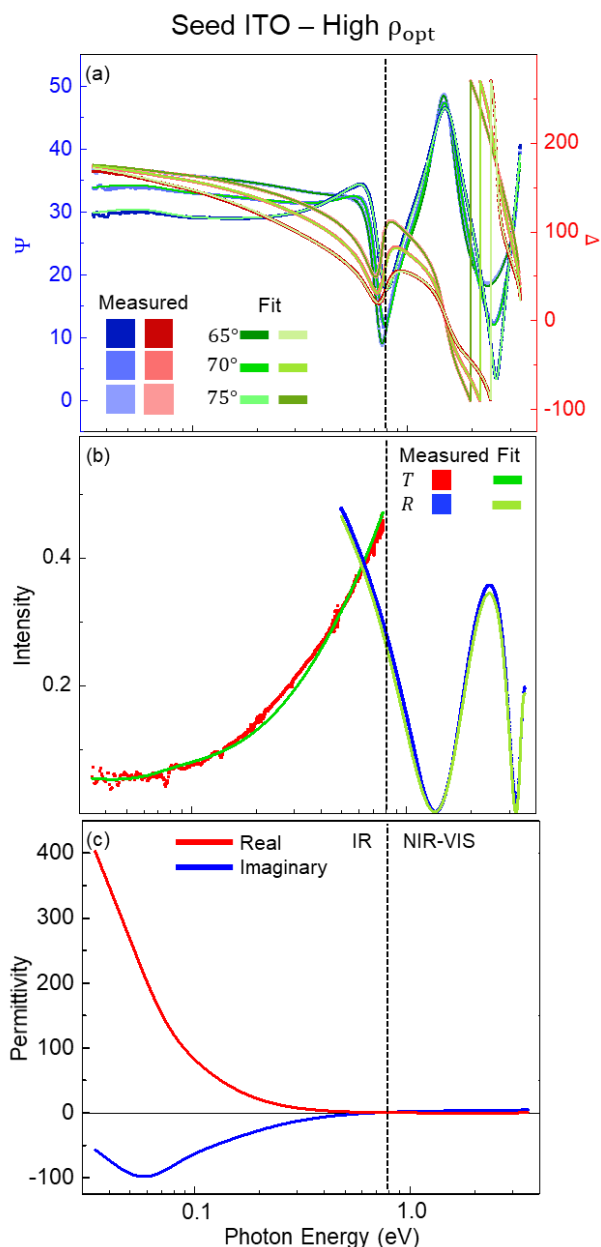 Seed ITO – High ρopt
(a)
50
40
30
20
10
0
Ψ
200
100
0
-100
Δ
Measured Fit
65°
70°
75°
(b)
Measured Fit
T
R
0.4
0.2
Intensity
(c)
Real
Imaginary
IR NIR-VIS
400
300
200
100
0
-100
Permittivity
0.1 1.0
Photon Energy (eV)